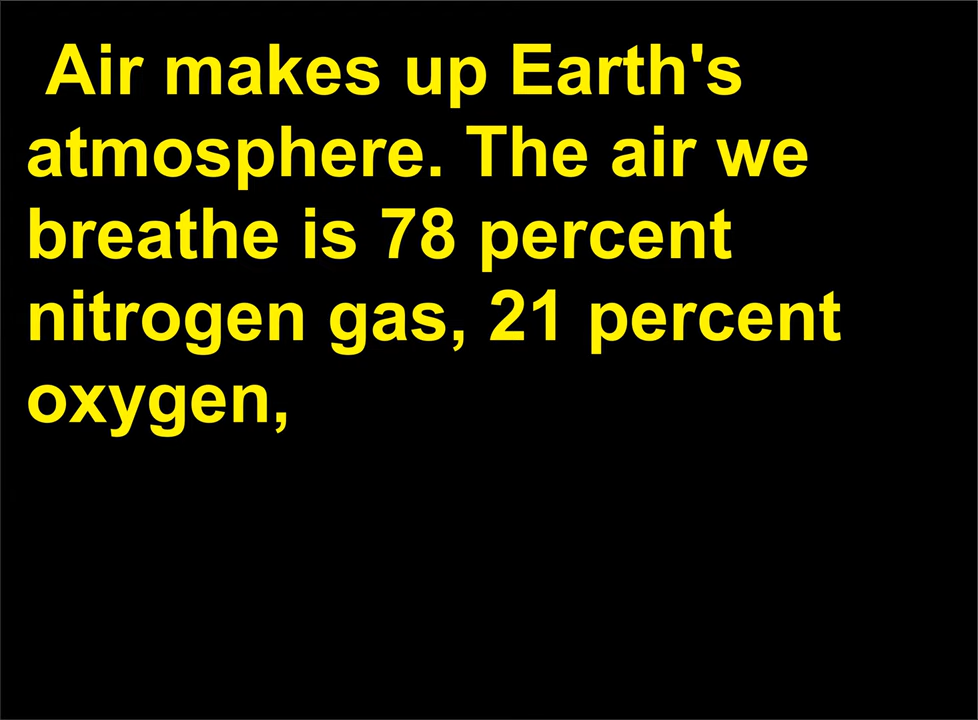 Air makes up Earth's
atmosphere. The air we
breathe is 78 percent
nitrogen gas, 21 percent
oxygen,